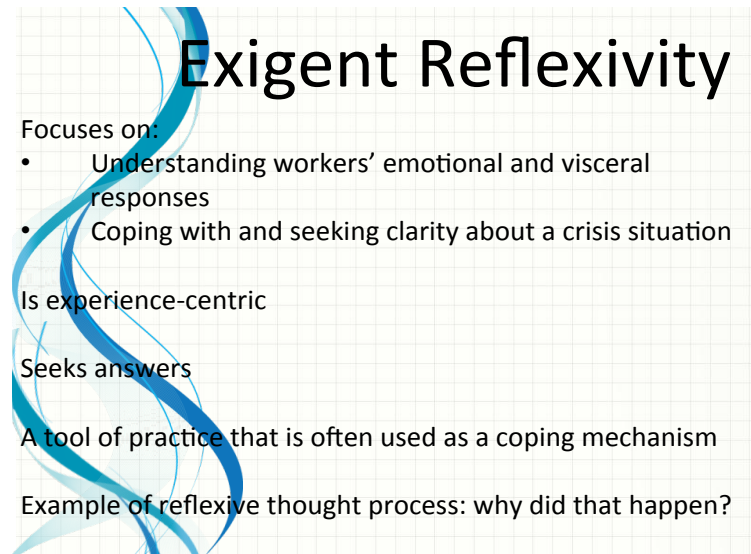 Exigent Reflexivity
Focuses on:
• Understanding workers’ emotional and visceral
responses
• Coping with and seeking clarity about a crisis situation
Is experience-centric
Seeks answers
A tool of practice that is often used as a coping mechanism
Example of reflexive thought process: why did that happen?